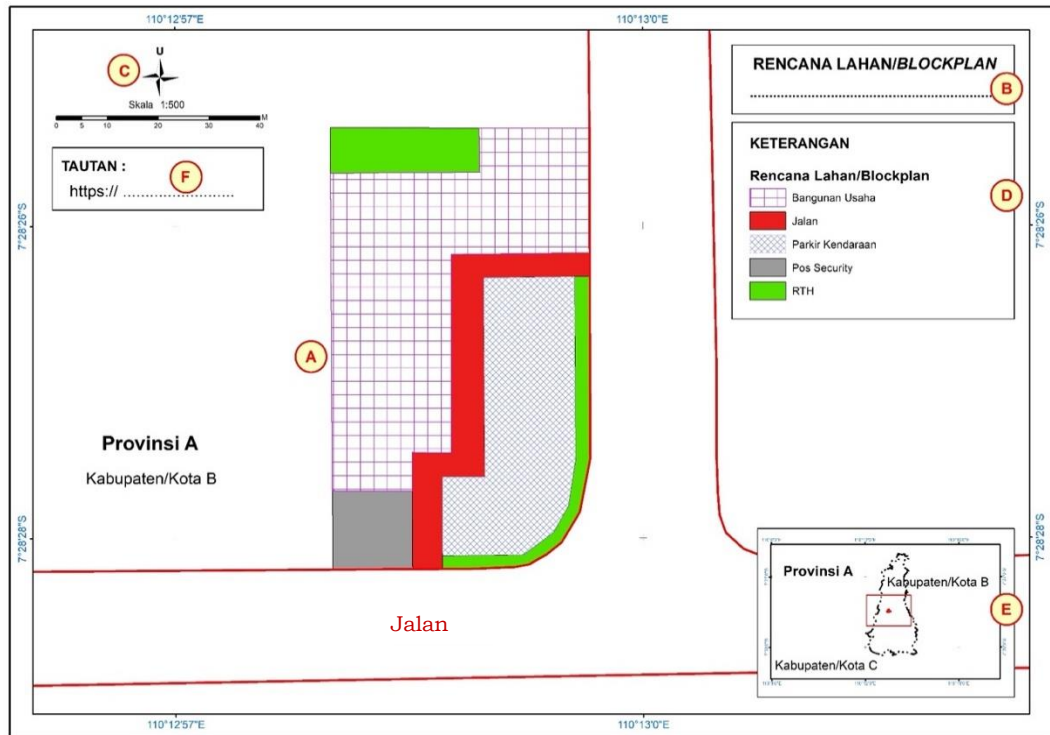 110°12'57"E
110°13'0"E
C
U
Skala 1:500
M
0 5 10 20 30 40
TAUTAN :
https:// ........................
F
RENCANA LAHAN/BLOCKPLAN
B
KETERANGAN
Rencana Lahan/Blockplan
D
Bangunan Usaha
Jalan
Parkir Kendaraan
Pos Security
RTH
7°28'26"S
7°28'26"S
A
Provinsi A
Kabupaten/Kota B
7°28'28"S
7°28'28"S
Jalan
Provinsi A
Kabupaten/Kota B
E
Kabupaten/Kota C
110°12'57"E
110°13'0"E